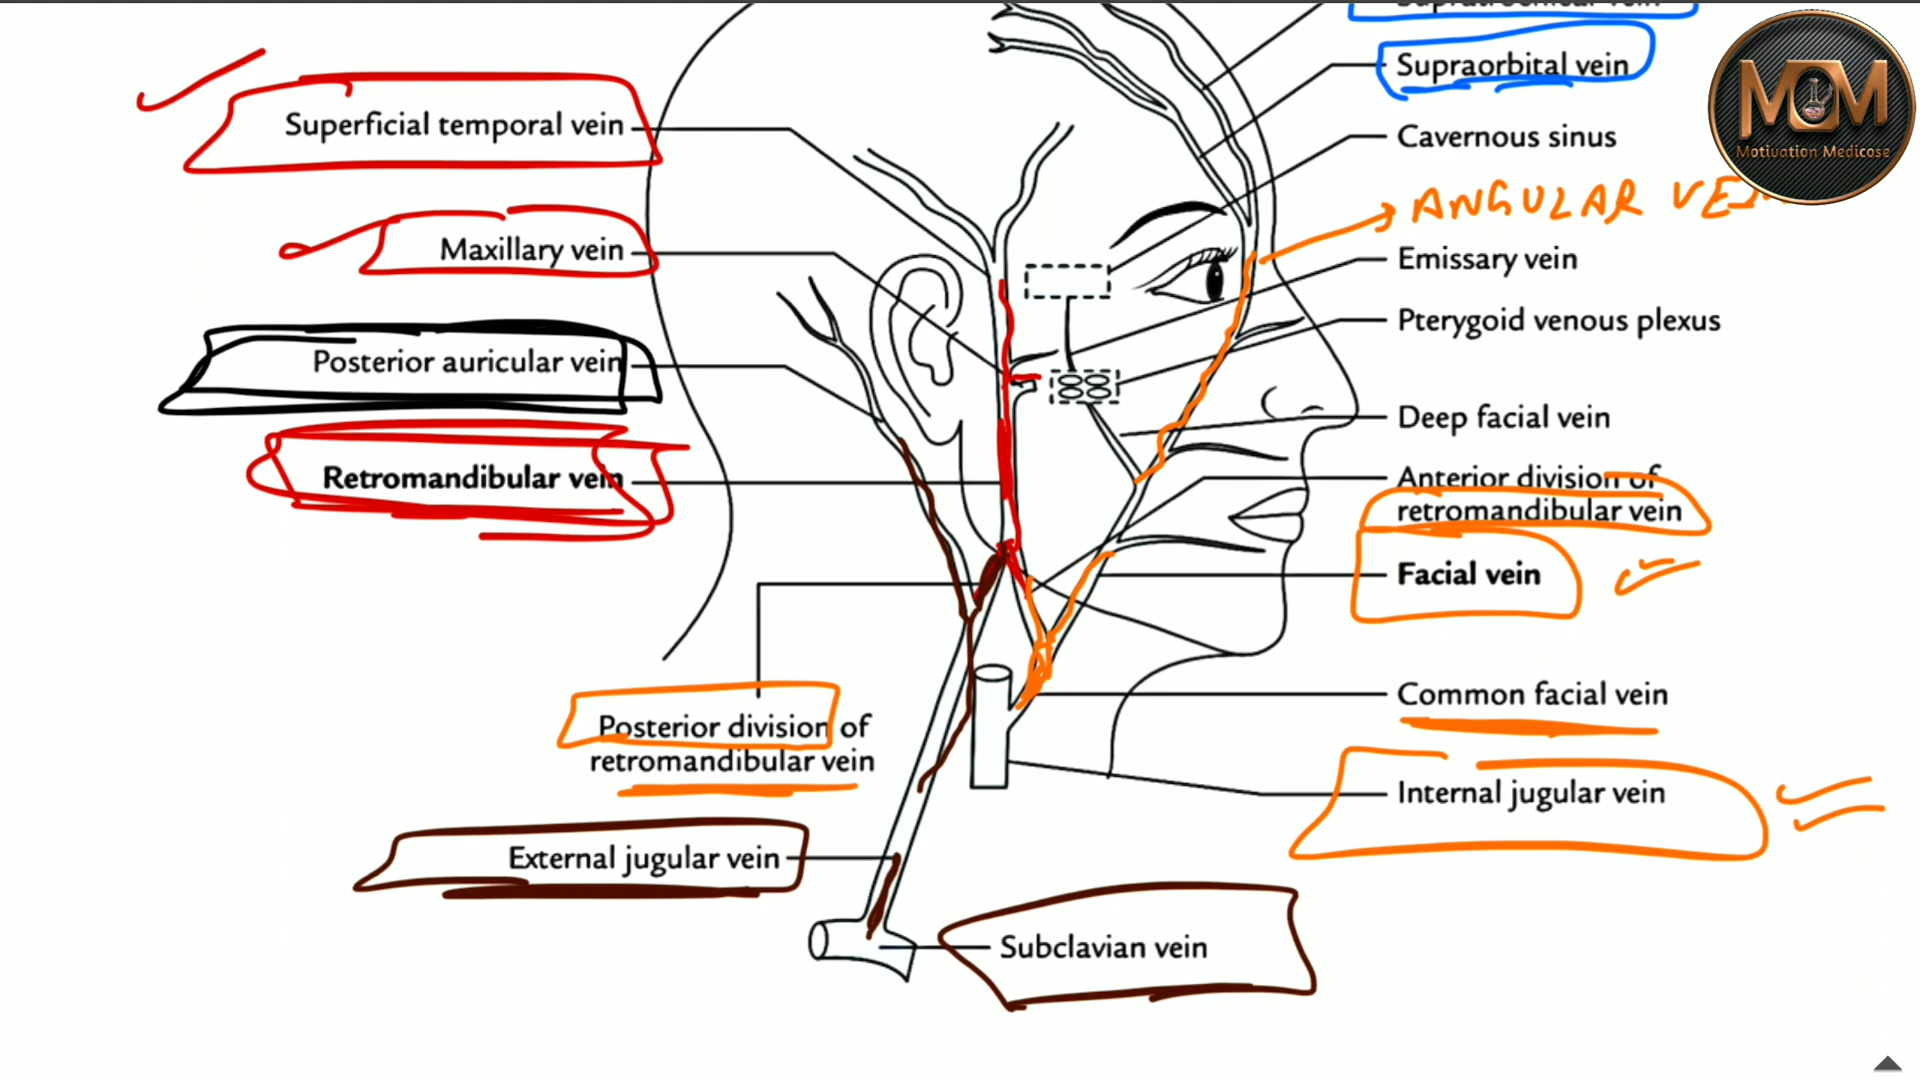 Supraorbital vein
Superficial temporal vein
Cavernous sinus
MOM
Motivation Medicose
ANGULAR
Maxillary vein
Emissary vein
Pterygoid venous plexus
Posterior auricular vein
Deep facial vein
Retromandibular vein
Anterior division of
retromandibular vein
Facial vein
Common facial vein
Posterior division of
retromandibular vein
Internal jugular vein
External jugular vein
Subclavian vein